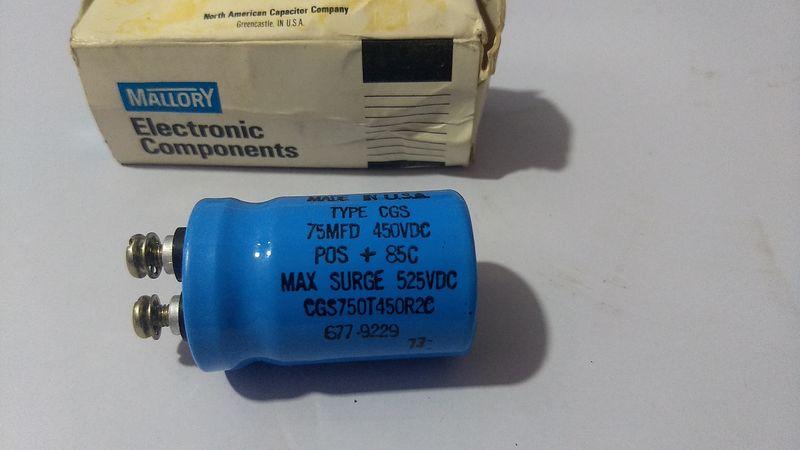 North American Capacitor Company
Greencastle, IN U.S.A.
MALLORY
Electronic
Components
MADE IN U.S.A.
TYPE CGS
75MFD 450VDC
POS + 85C
MAX SURGE 525VDC
CGS750T450R2C
677-9229